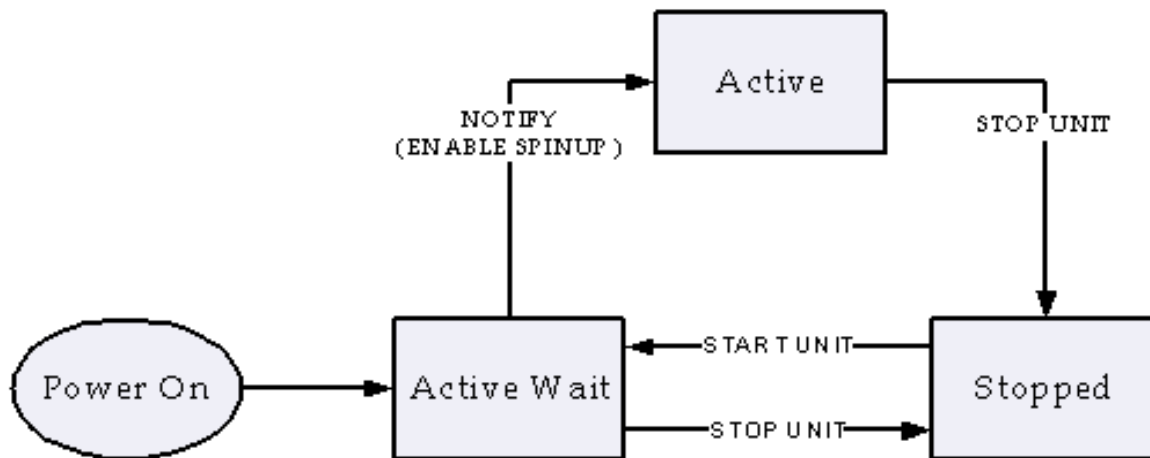 Active
NOTIFY
(ENABLE SPINUP)
STOP UNIT
Power On
Active Wait
START UNIT
STOP UNIT
Stopped